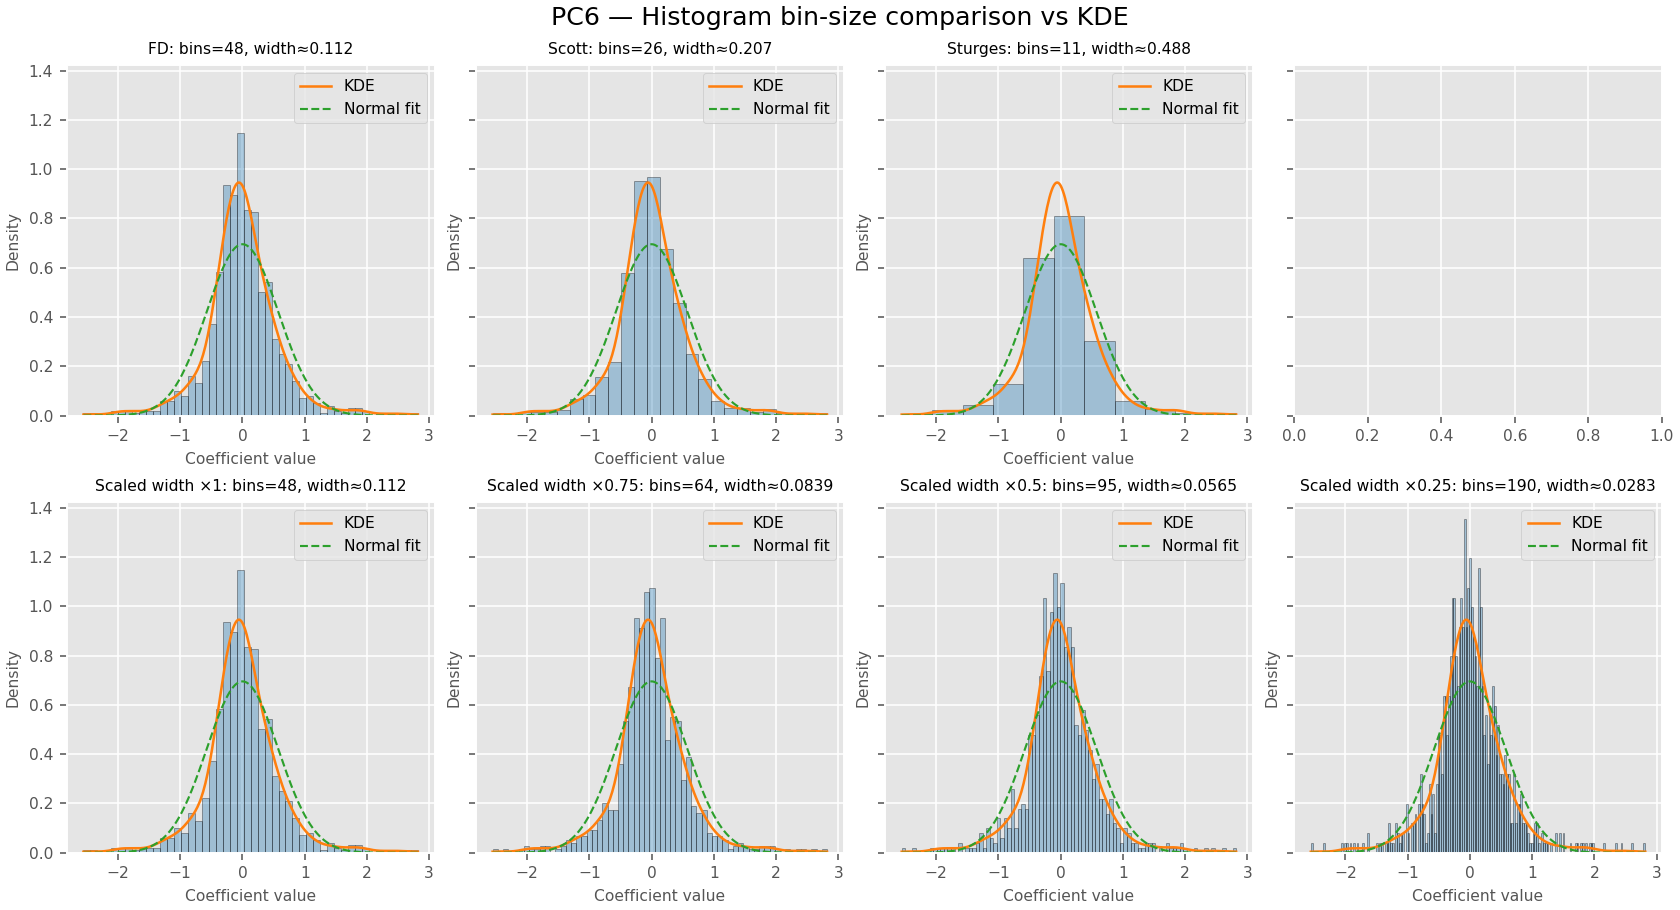 PC6 — Histogram bin-size comparison vs KDE
FD: bins=48, width≈0.112
Scott: bins=26, width≈0.207
Sturges: bins=11, width≈0.488
KDE
Normal fit
KDE
Normal fit
KDE
Normal fit
Density
Density
Density
1.4
1.2
1.0
0.8
0.6
0.4
0.2
0.0
−2 −1 0 1 2 3
−2 −1 0 1 2 3
−2 −1 0 1 2 3
0.0 0.2 0.4 0.6 0.8 1.0
Coefficient value
Coefficient value
Coefficient value
Scaled width ×1: bins=48, width≈0.112
Scaled width ×0.75: bins=64, width≈0.0839
Scaled width ×0.5: bins=95, width≈0.0565
Scaled width ×0.25: bins=190, width≈0.0283
KDE
Normal fit
KDE
Normal fit
KDE
Normal fit
KDE
Normal fit
Density
Density
Density
Density
1.4
1.2
1.0
0.8
0.6
0.4
0.2
0.0
−2 −1 0 1 2 3
−2 −1 0 1 2 3
−2 −1 0 1 2 3
−2 −1 0 1 2 3
Coefficient value
Coefficient value
Coefficient value
Coefficient value